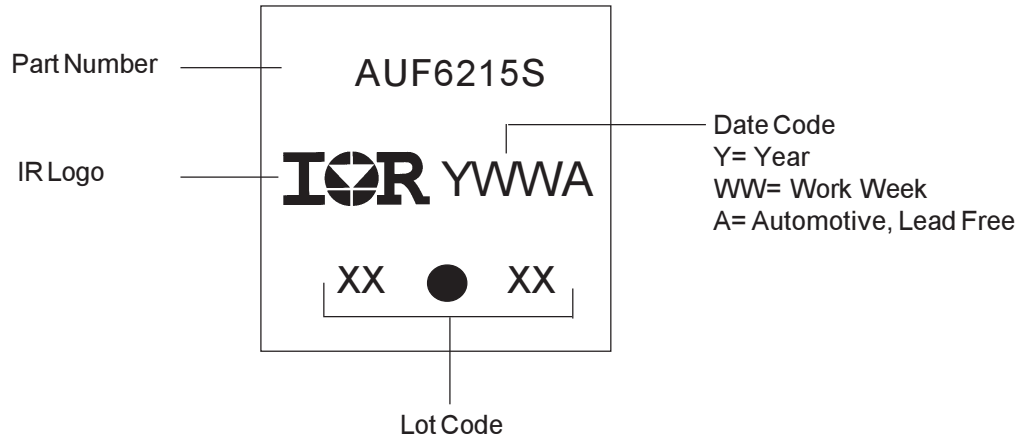 Part Number
AUF6215S
IR Logo
IOR YWWA
Date Code
Y= Year
WW= Work Week
A= Automotive, Lead Free
XX ● XX
Lot Code